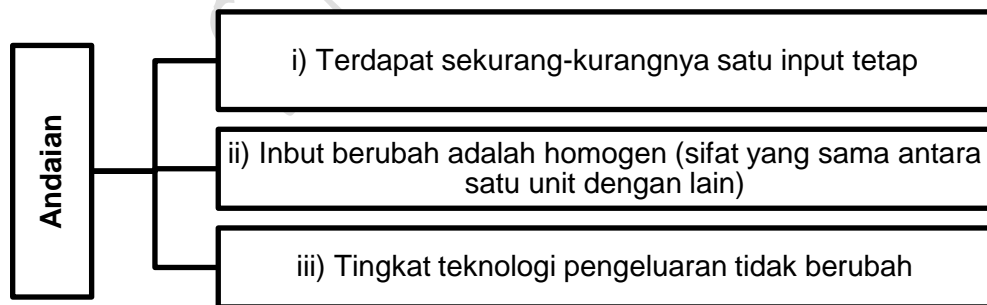 Andaian
i) Terdapat sekurang-kurangnya satu input tetap
ii) Inbut berubah adalah homogen (sifat yang sama antara
satu unit dengan lain)
iii) Tingkat teknologi pengeluaran tidak berubah